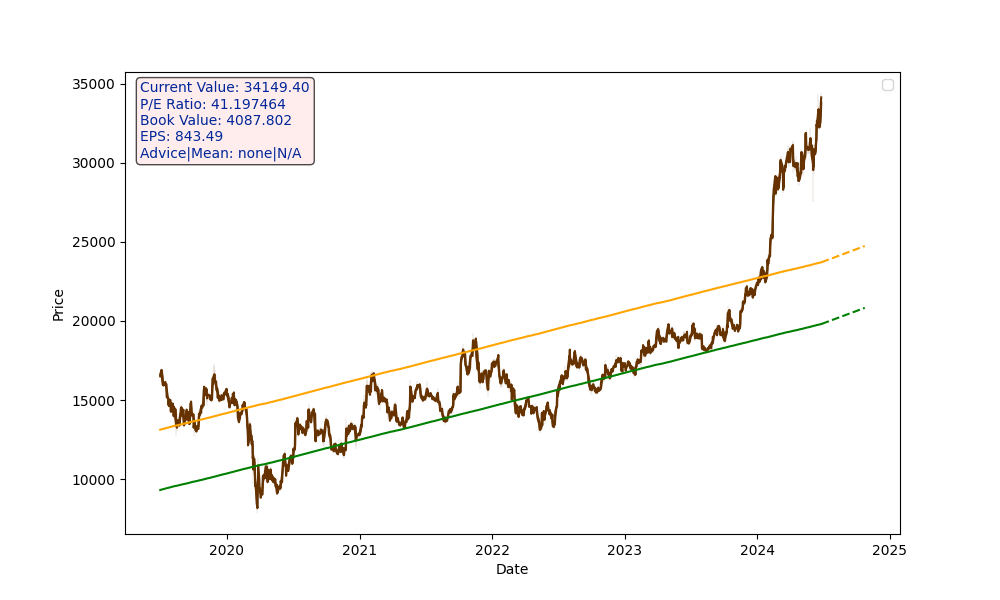 Current Value: 34149.40
P/E Ratio: 41.197464
Book Value: 4087.802
EPS: 843.49
Advice|Mean: none|N/A
35000
30000
25000
20000
15000
10000
Price
2020 2021 2022 2023 2024 2025
Date